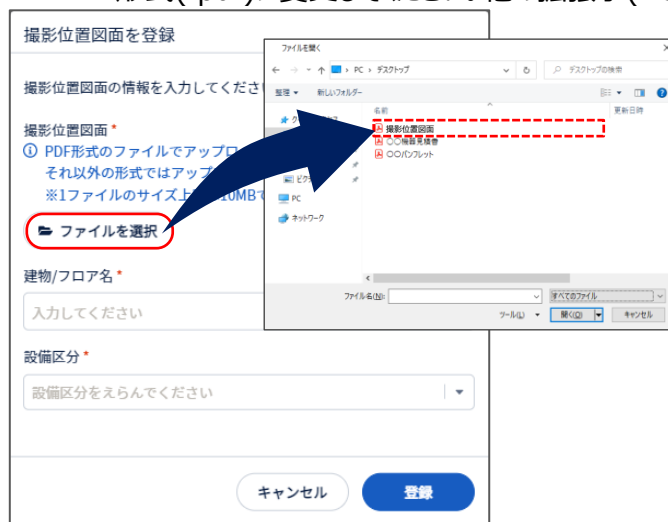 撮影位置図面を登録
撮影位置図面の情報を入力してくださ
撮影位置図面*
PDF形式のファイルでアップロ
それ以外の形式ではアップ
※1ファイルのサイズ上 10MBで
ファイルを選択
建物/フロア名*
入力してください
設備区分*
設備区分をえらんでください
キャンセル
登録
ファイルを開く
PC › デスクトップ
デスクトップの検索
整理
新しいフォルダー
名前
更新日時
撮影位置図面
〇〇機器見積書
〇〇パンフレット
PC
ネットワーク
ファイル名(N):
すべてのファイル
ツール(L)
開く(O)
キャンセル